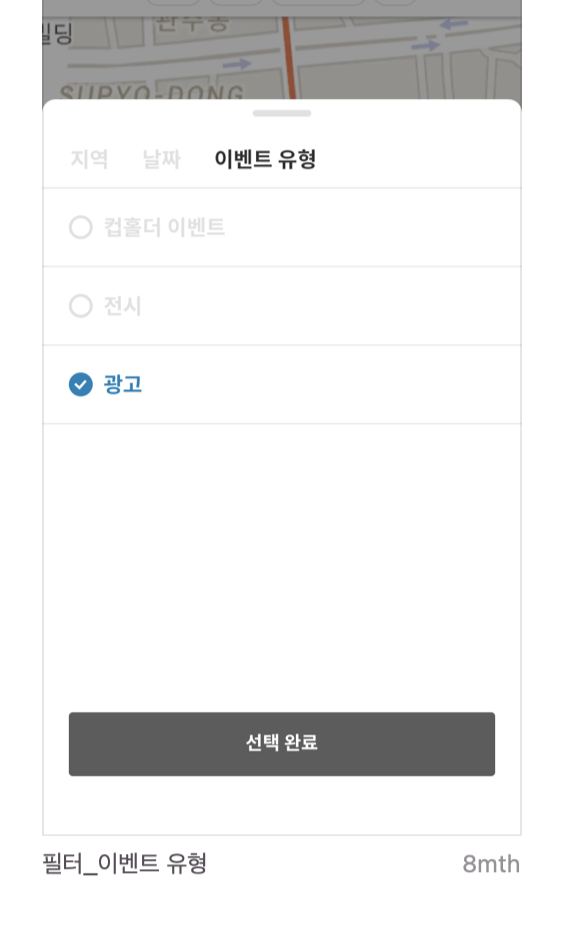 빌딩
관수동
SUPYO-DONG
지역 날짜 이벤트 유형
컵홀더 이벤트
전시
광고
선택 완료
필터_이벤트 유형 8mth